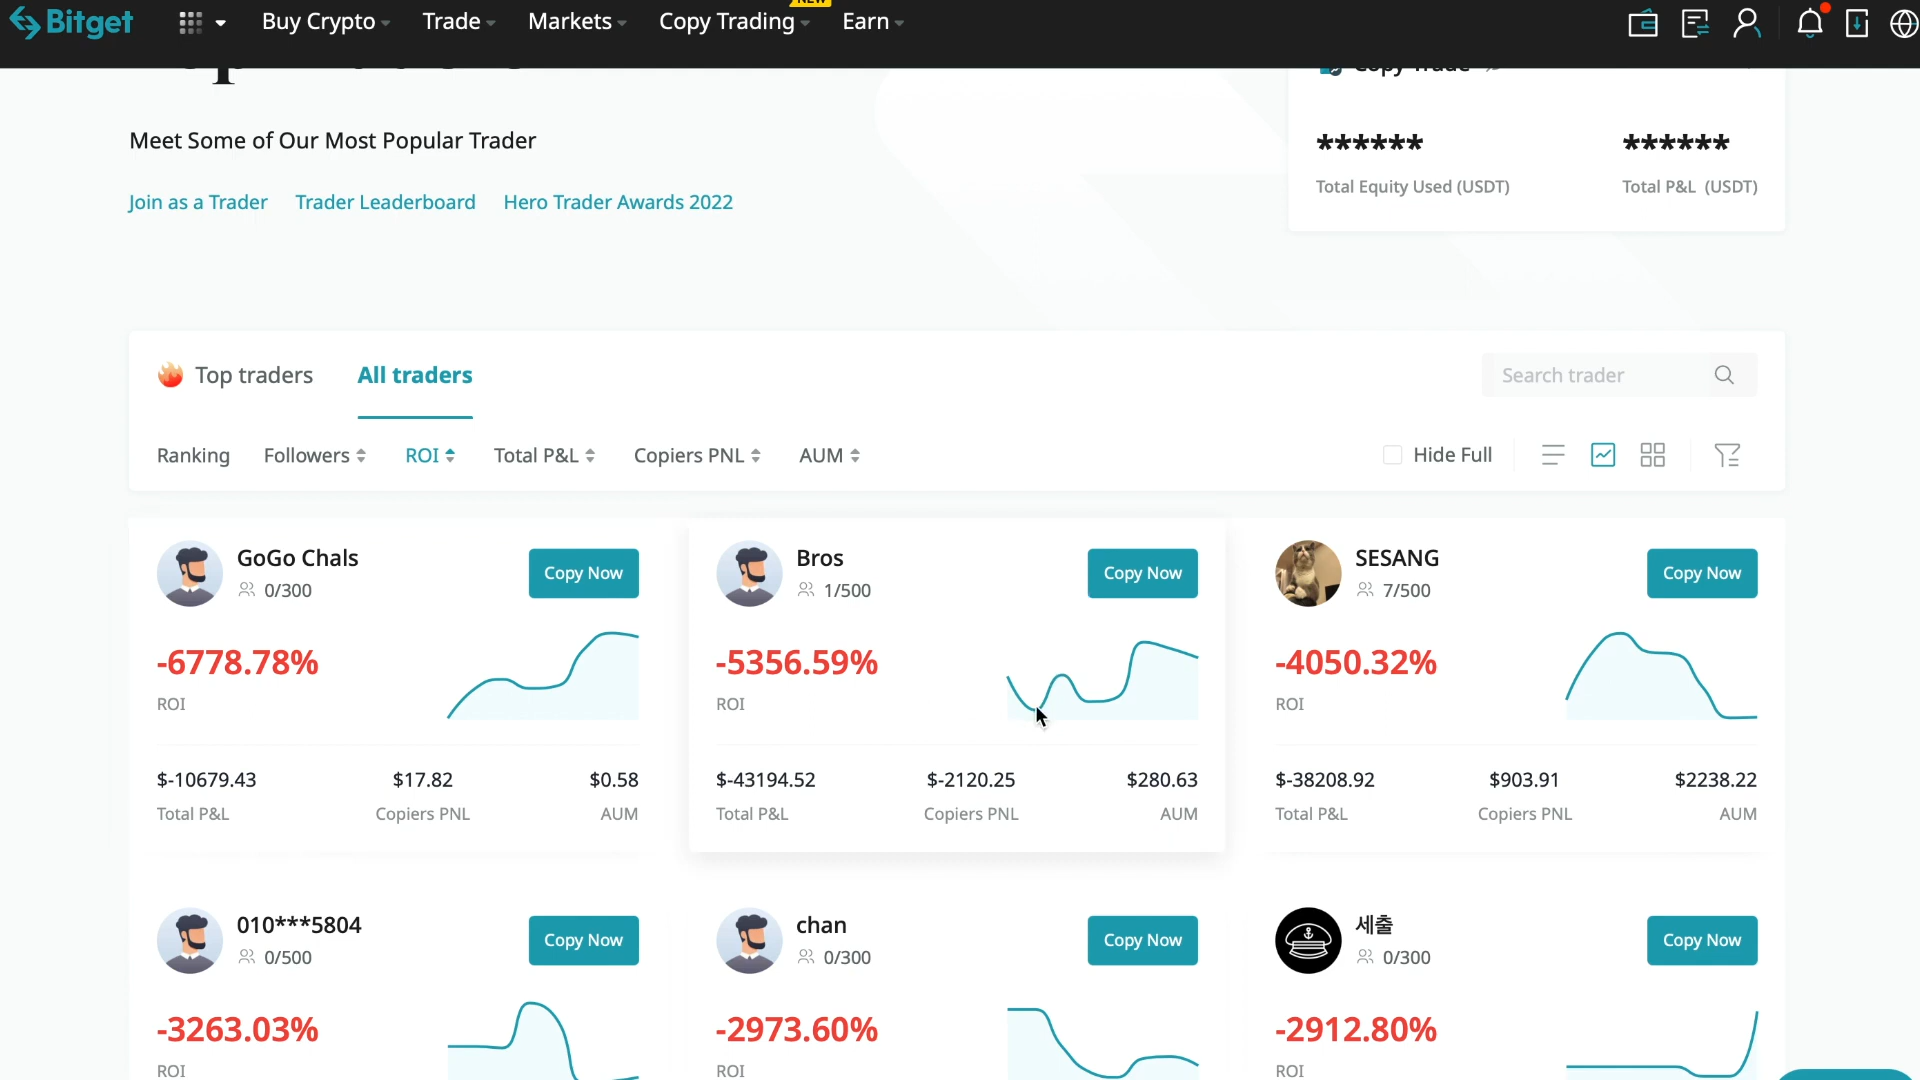 Bitget
Buy Crypto
Trade
Markets
Copy Trading
NEW
Earn
Copy Trade
Meet Some of Our Most Popular Trader
Join as a Trader
Trader Leaderboard
Hero Trader Awards 2022
****** ******
Total Equity Used (USDT) Total P&L (USDT)
Top traders
All traders
Search trader
Ranking Followers ROI Total P&L Copiers PNL AUM
Hide Full
GoGo Chals
0/300
Copy Now
-6778.78%
ROI
$-10679.43 $17.82 $0.58
Total P&L Copiers PNL AUM
Bros
1/500
Copy Now
-5356.59%
ROI
$-43194.52 $-2120.25 $280.63
Total P&L Copiers PNL AUM
SESANG
7/500
Copy Now
-4050.32%
ROI
$-38208.92 $903.91 $2238.22
Total P&L Copiers PNL AUM
010***5804
0/500
Copy Now
-3263.03%
ROI
chan
0/300
Copy Now
-2973.60%
ROI
세출
0/300
Copy Now
-2912.80%
ROI